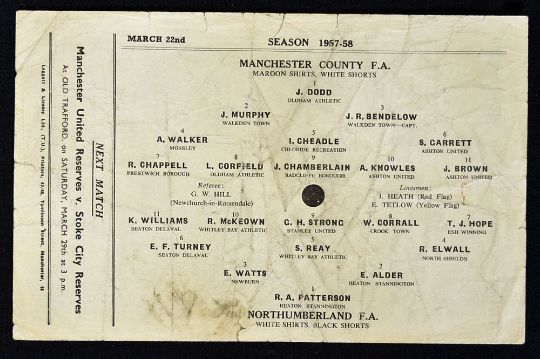 MARCH 22nd SEASON 1957-58
MANCHESTER COUNTY F.A.
MAROON SHIRTS, WHITE SHORTS
1
J. DODD
OLDHAM ATHLETIC
2 3
J. MURPHY J. R. BENDELOW
WALKDEN TOWN WALKDEN TOWN—CAPT.
4 5 6
A. WALKER I. CHEADLE S. GARRETT
MOSSLEY CHLORIDE RECREATION ASHTON UNITED
7 8 9 10 11
R. CHAPPELL L. CORFIELD J. CHAMBERLAIN A. KNOWLES J. BROWN
PRESTWICH BOROUGH OLDHAM ATHLETIC RADCLIFFE BOROUGH ASHTON UNITED ASHTON UNITED
Referee: Linesmen:
G. W. HILL J. HEATH (Red Flag)
(Newchurch-in-Rossendale) E. TETLOW (Yellow Flag)
11 10 9 8 7
K. WILLIAMS R. McKEOWN C. H. STRONG W. CORRALL T. J. HOPE
SEATON DELAVAL WHITLEY BAY ATHLETIC STANLEY UNITED CROOK TOWN ESH WINNING
6 5 4
E. F. TURNEY S. REAY R. ELWALL
SEATON DELAVAL WHITLEY BAY ATHLETIC NORTH SHIELDS
3 2
E. WATTS E. ALDER
NEWBURN HEATON STANNINGTON
1
R. A. PATTERSON
HEATON STANNINGTON
NORTHUMBERLAND F.A.
WHITE SHIRTS, BLACK SHORTS
NEXT MATCH
Manchester United Reserves v. Stoke City Reserves
At OLD TRAFFORD, on SATURDAY, MARCH 29th at 3 p.m.
Ltd. (T.U.), Printers, Street, Manchester,